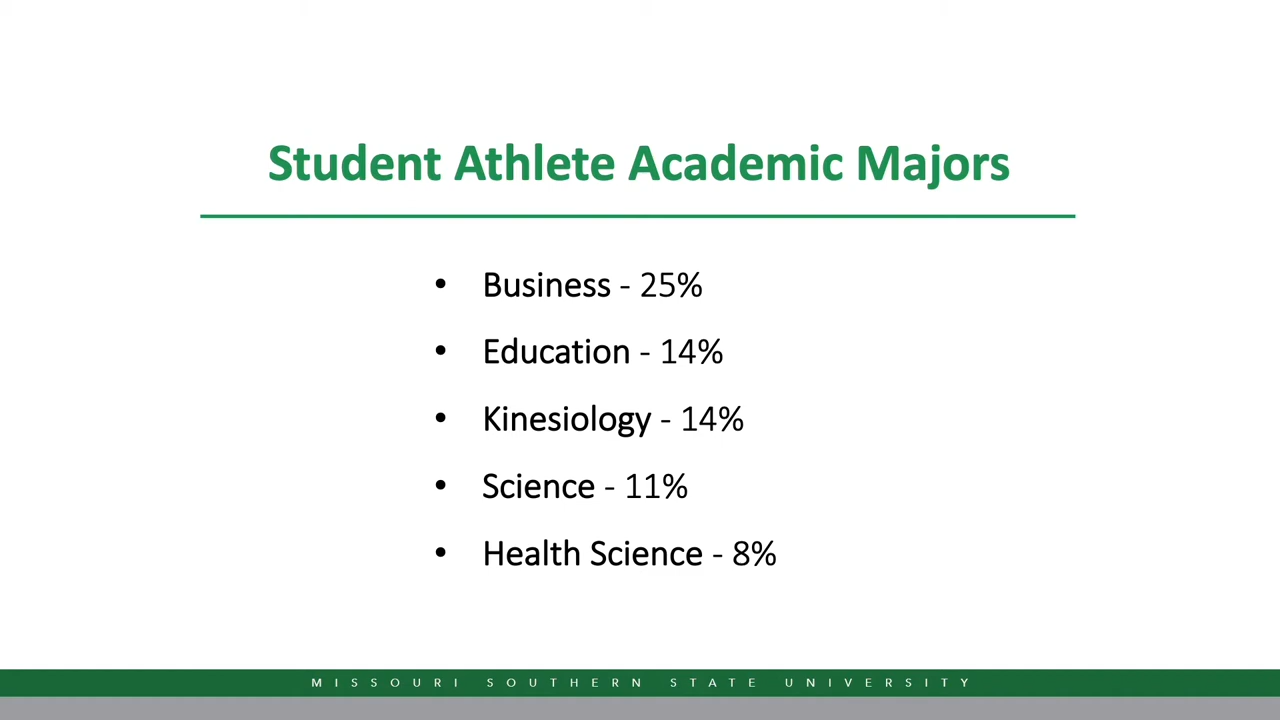 Student Athlete Academic Majors
• Business - 25%
• Education - 14%
• Kinesiology - 14%
• Science - 11%
• Health Science - 8%
MISSOURI SOUTHERN STATE UNIVERSITY